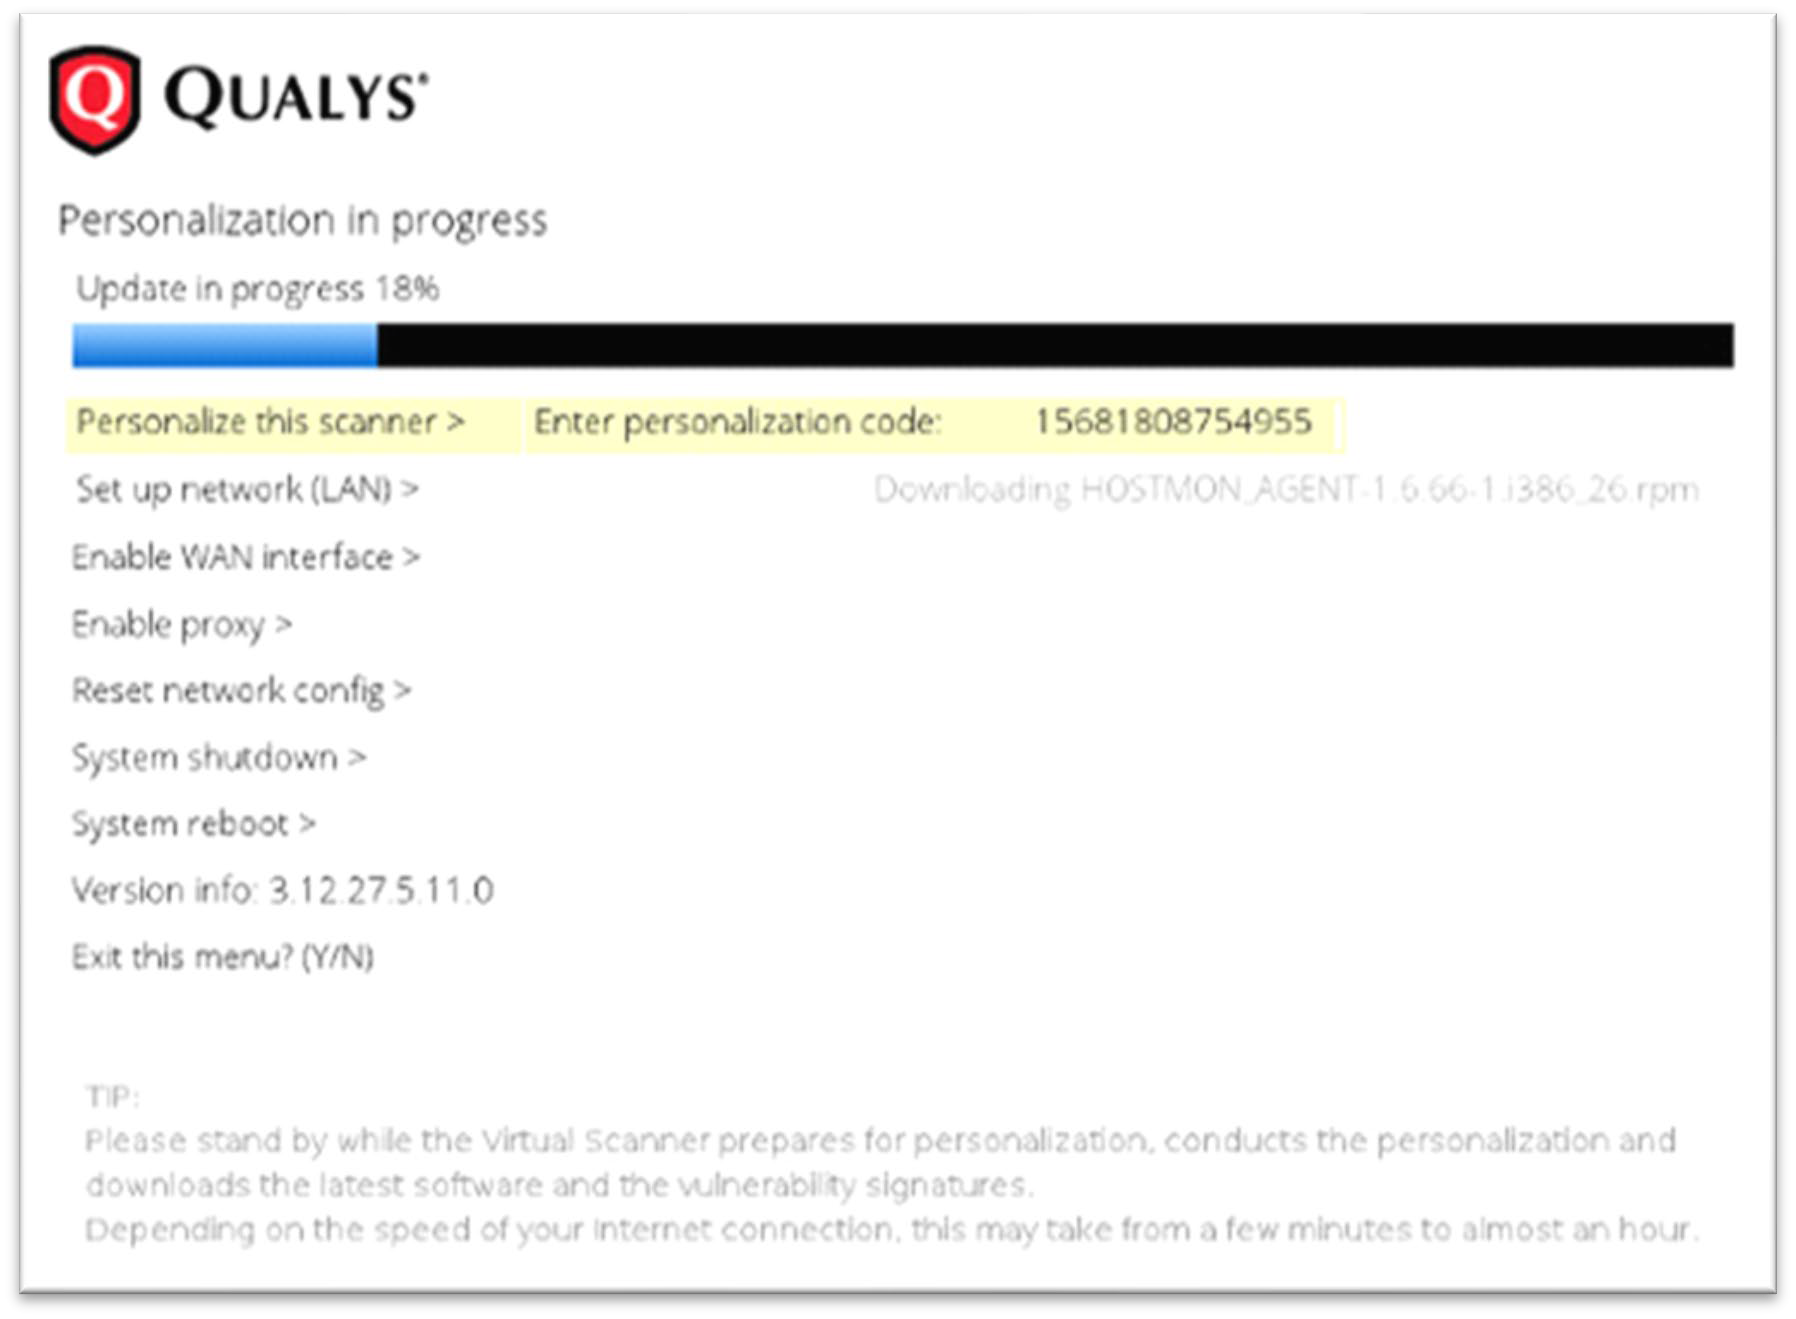 Q QUALYS®
Personalization in progress
Update in progress 18%
Personalize this scanner > Enter personalization code: 15681808754955
Set up network (LAN) > Downloading HOSTMON_AGENT-1.6.66-1.i386_26.rpm
Enable WAN interface >
Enable proxy >
Reset network config >
System shutdown >
System reboot >
Version info: 3.12.27.5.11.0
Exit this menu? (Y/N)
TIP:
Please stand by while the Virtual Scanner prepares for personalization, conducts the personalization and
downloads the latest software and the vulnerability signatures.
Depending on the speed of your Internet connection, this may take from a few minutes to almost an hour.